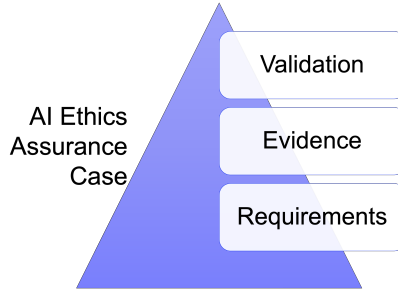 AI Ethics
Assurance
Case
Validation
Evidence
Requirements